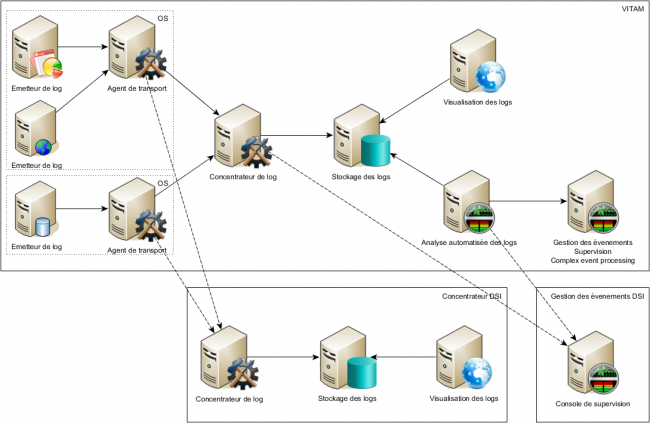 OS
VITAM
Emetteur de log
Agent de transport
Visualisation des logs
Emetteur de log
Concentrateur de log
Stockage des logs
OS
Emetteur de log
Agent de transport
Analyse automatisée des logs
Gestion des évenements
Supervision
Complex event processing
Concentrateur DSI
Gestion des évenements DSI
Concentrateur de log
Stockage des logs
Visualisation des logs
Console de supervision